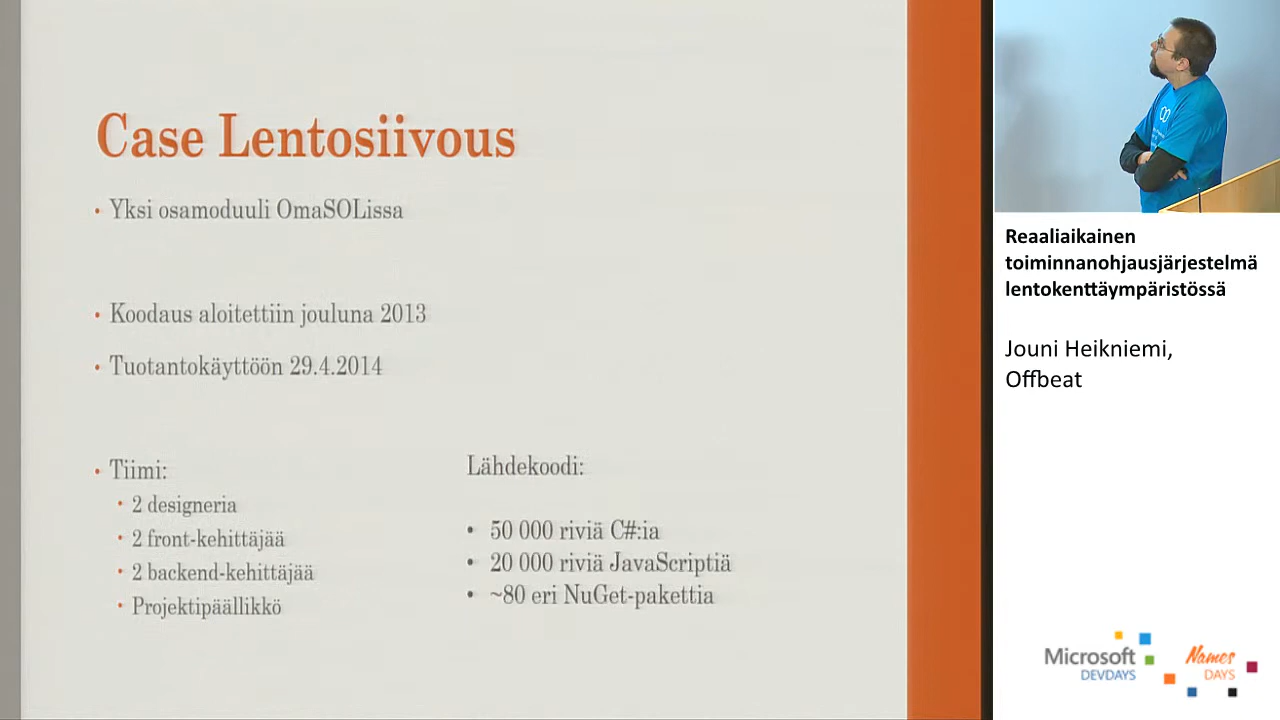 Case Lentosiivous
• Yksi osamoduuli OmaSOLissa
• Koodaus aloitettiin jouluna 2013
• Tuotantokäyttöön 29.4.2014
• Tiimi:
• 2 designeria
• 2 front-kehittäjää
• 2 backend-kehittäjää
• Projektipäällikkö
Lähdekoodi:
• 50 000 riviä C#:ia
• 20 000 riviä JavaScriptiä
• ~80 eri NuGet-pakettia
Reaaliaikainen
toiminnanohjausjärjestelmä
lentokenttäympäristössä
Jouni Heikniemi,
Offbeat
Microsoft
DEVDAYS
Names
DAYS